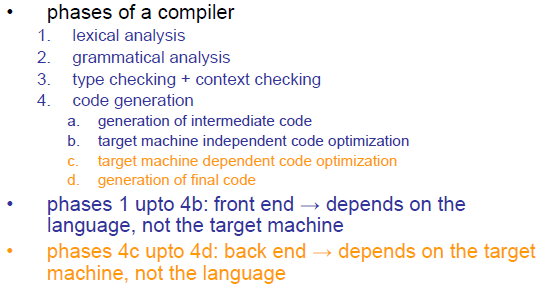 • phases of a compiler
1. lexical analysis
2. grammatical analysis
3. type checking + context checking
4. code generation
a. generation of intermediate code
b. target machine independent code optimization
c. target machine dependent code optimization
d. generation of final code
• phases 1 upto 4b: front end → depends on the
language, not the target machine
• phases 4c upto 4d: back end → depends on the target
machine, not the language